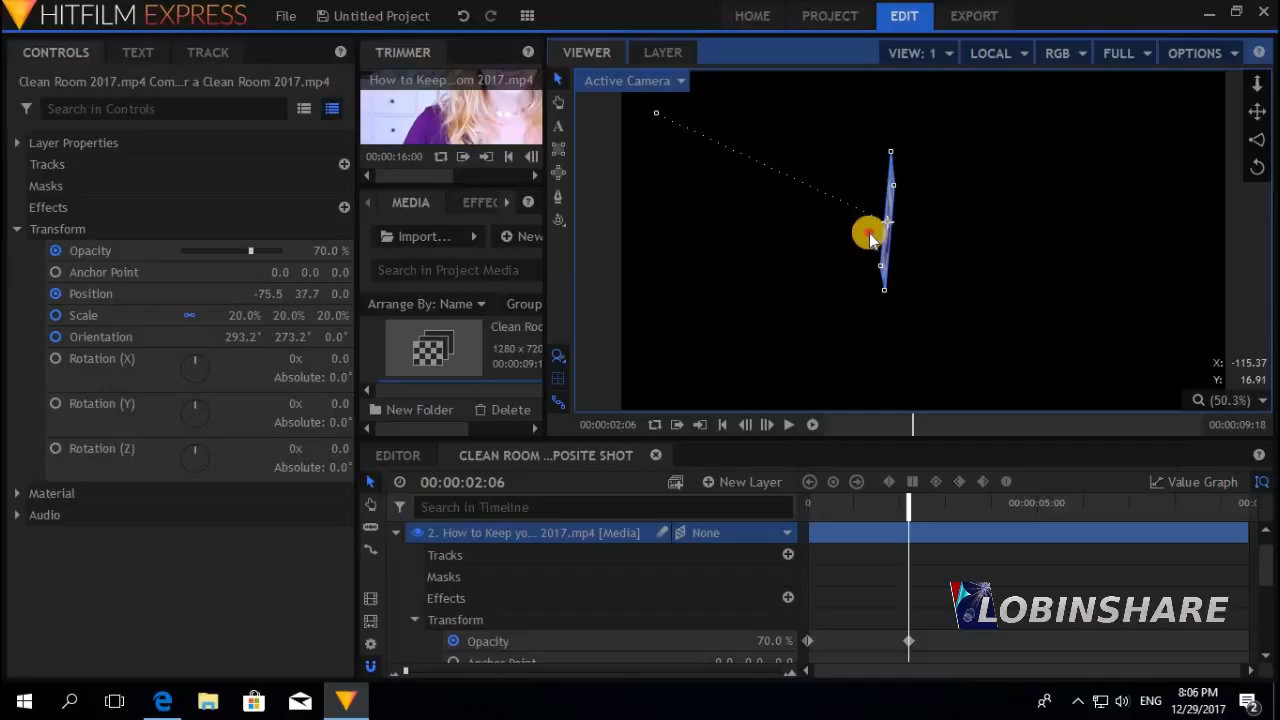 HITFILM EXPRESS
File
Untitled Project
HOME
PROJECT
EDIT
EXPORT
CONTROLS
TEXT
TRACK
Clean Room 2017.mp4 Com...r a Clean Room 2017.mp4)
Search in Controls
Layer Properties
Tracks
Masks
Effects
Transform
Opacity 70.0 %
Anchor Point 0.0 0.0 0.0
Position -75.5 37.7 0.0
Scale 20.0% 20.0% 20.0%
Orientation 293.2° 273.2° 0.0°
Rotation (X) 0x 0.0
Absolute: 0.0°
Rotation (Y) 0x 0.0
Absolute: 0.0°
Rotation (Z) 0x 0.0
Absolute: 0.0°
Material
Audio
TRIMMER
How to Keep...om 2017.mp4
00:00:16:00
MEDIA
EFFEC
Import...
New
Search in Project Media
Arrange By: Name
Group
Clean Roo
1280 x 720
00:00:09:1
New Folder
Delete
VIEWER
LAYER
VIEW: 1
LOCAL
RGB
FULL
OPTIONS
Active Camera
X: -115.37
Y: 16.91
(50.3%)
00:00:02:06
00:00:09:18
EDITOR
CLEAN ROOM ...POSITE SHOT
00:00:02:06
New Layer
Value Graph
Search in Timeline
0
00:00:05:00
00:0
2. How to Keep yo... 2017.mp4 [Media]
None
Tracks
Masks
Effects
Transform
Opacity 70.0 %
Anchor Point 0.0 0.0 0.0
LOBINSHARE
ENG
8:06 PM
12/29/2017
2